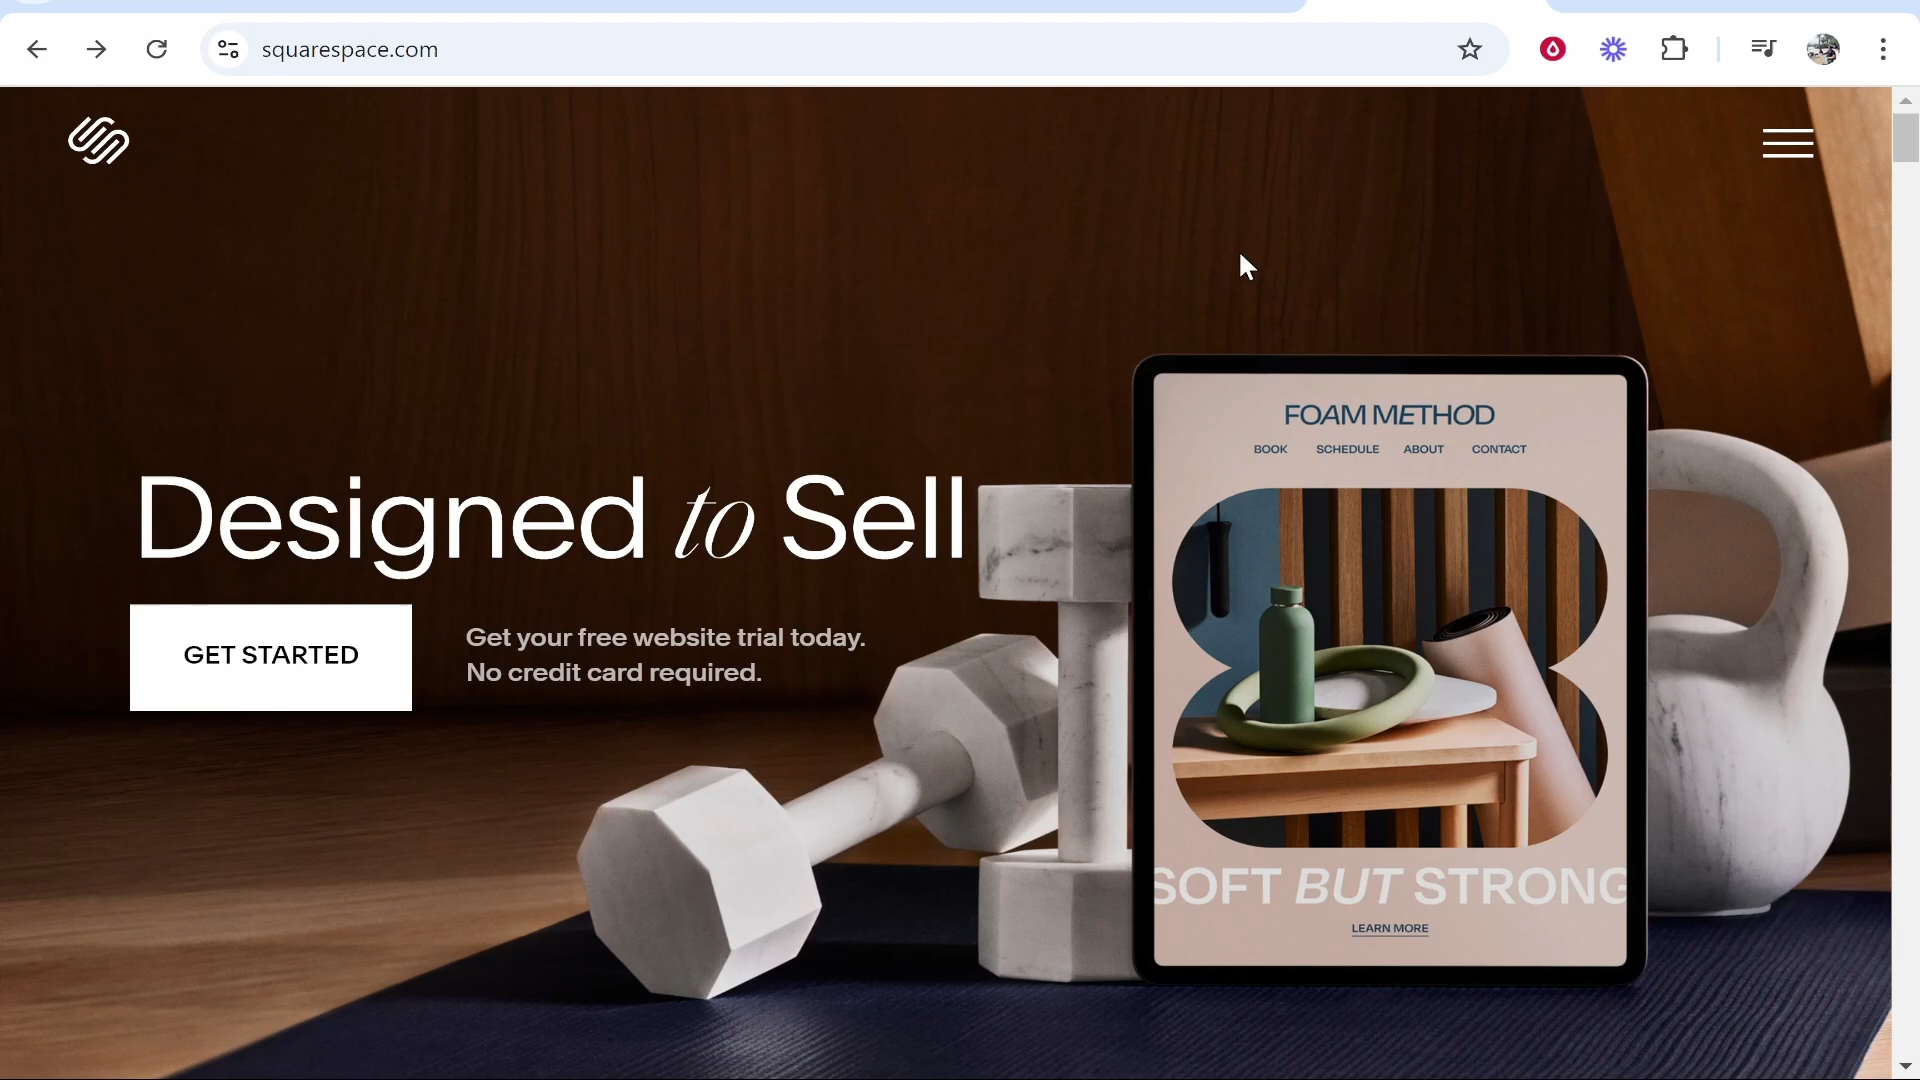 squarespace.com
Designed to Sell
GET STARTED
Get your free website trial today.
No credit card required.
FOAM METHOD
BOOK SCHEDULE ABOUT CONTACT
SOFT BUT STRONG
LEARN MORE